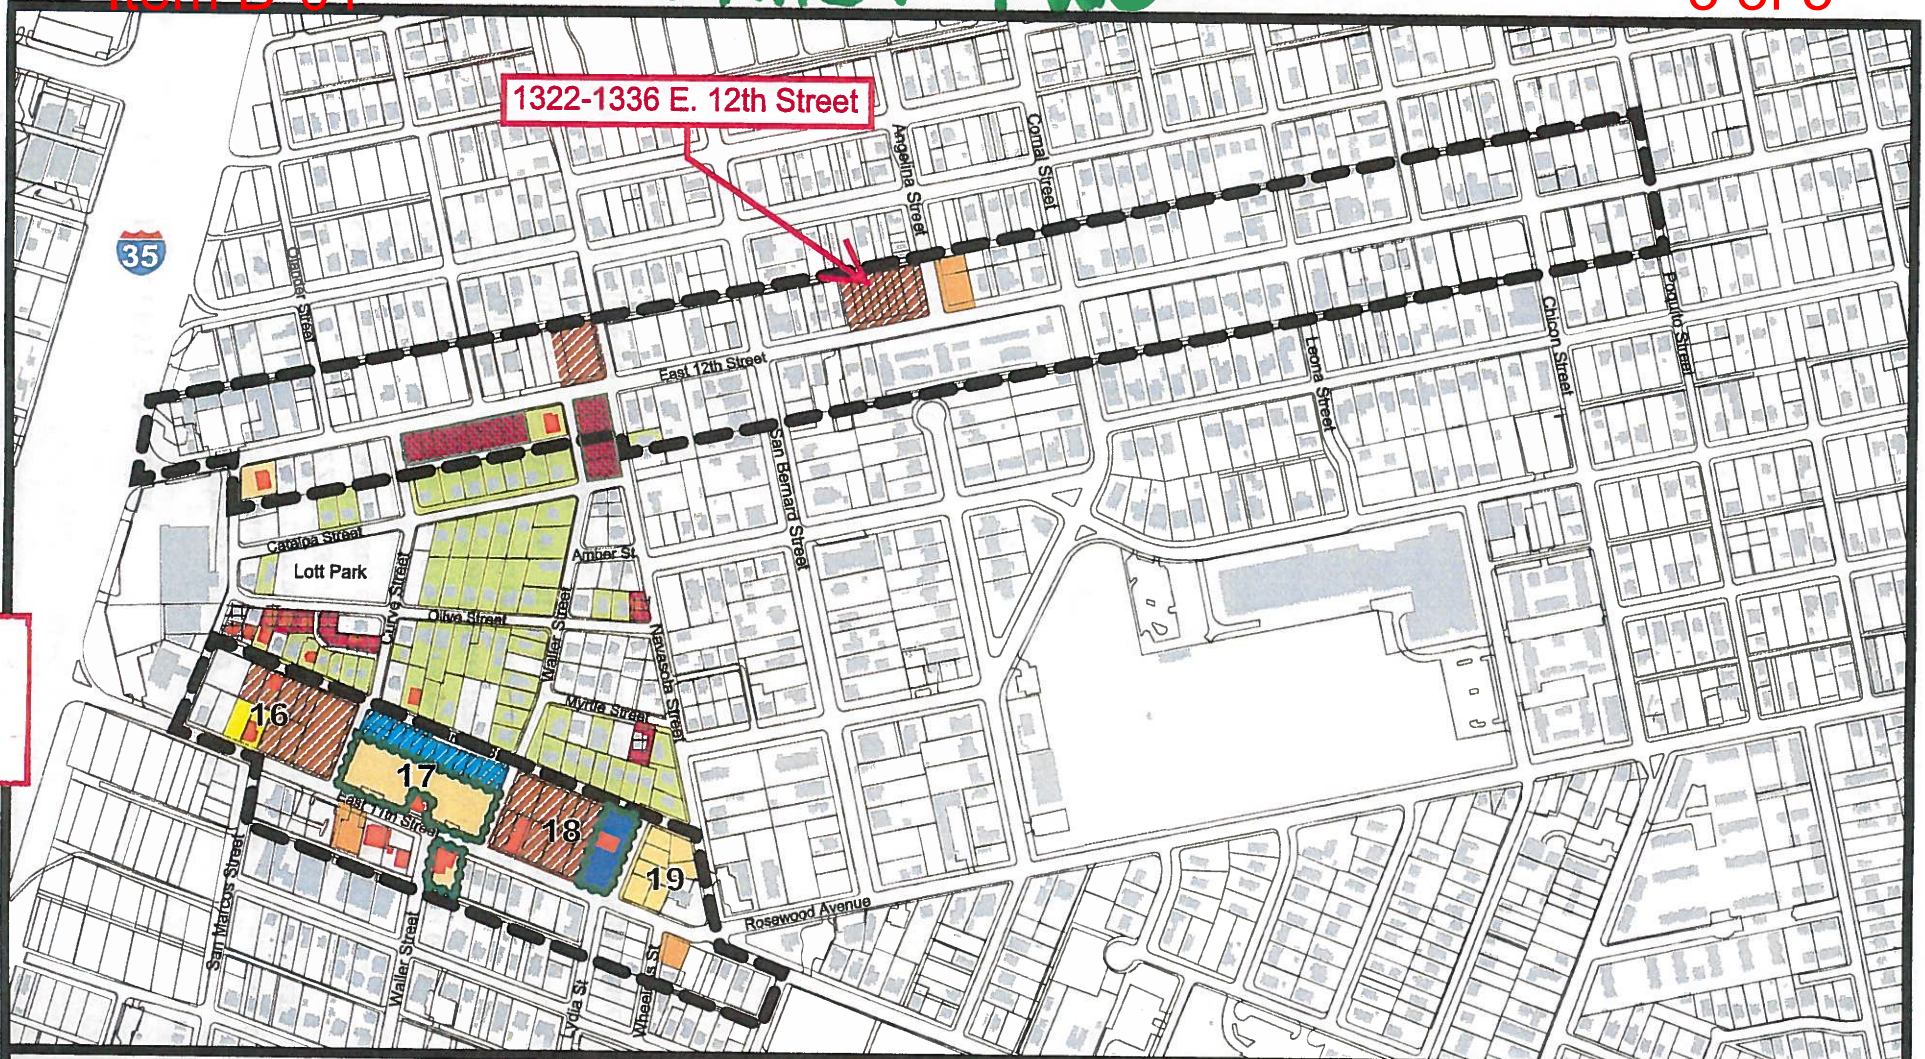 1322-1336 E. 12th Street
Angelina Street
Comal Street
35
Curve Street
East 12th Street
Poquito Street
Chicon Street
Leona Street
San Bernard Street
Catalpa Street
Lott Park
Amber St
Olive Street
Waller Street
Navasota Street
Myrtle Street
16
17
East 11th Street
18
19
San Marcos Street
Waller Street
Lydia St
Rosewood Avenue